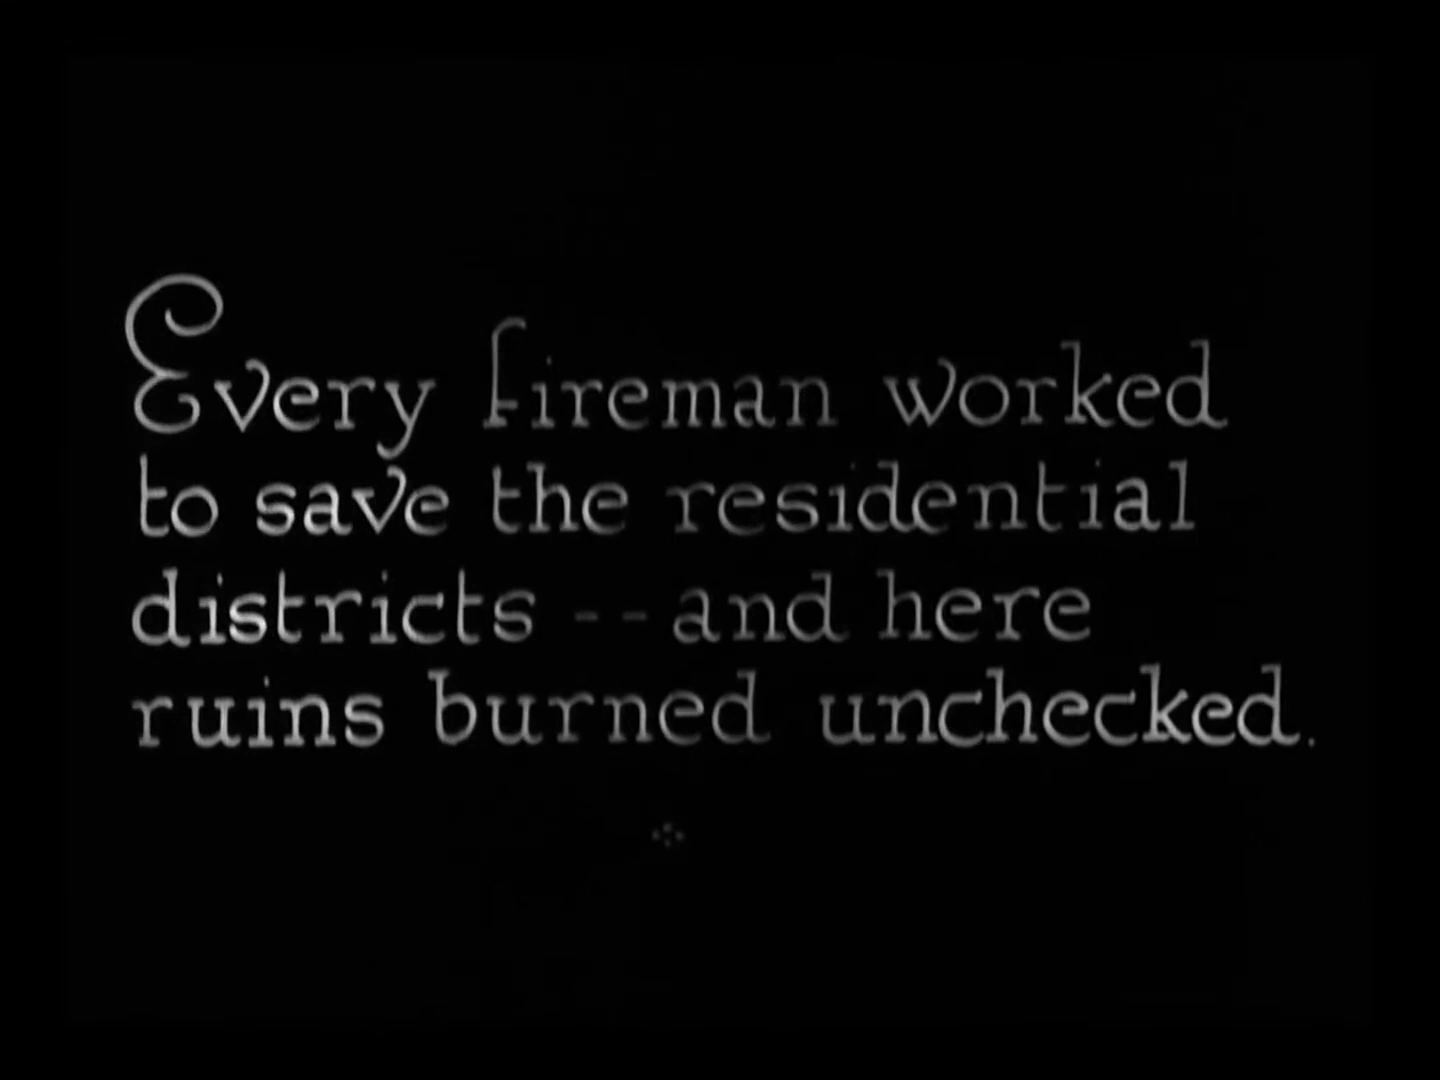 Every fireman worked
to save the residential
districts -- and here
ruins burned unchecked.